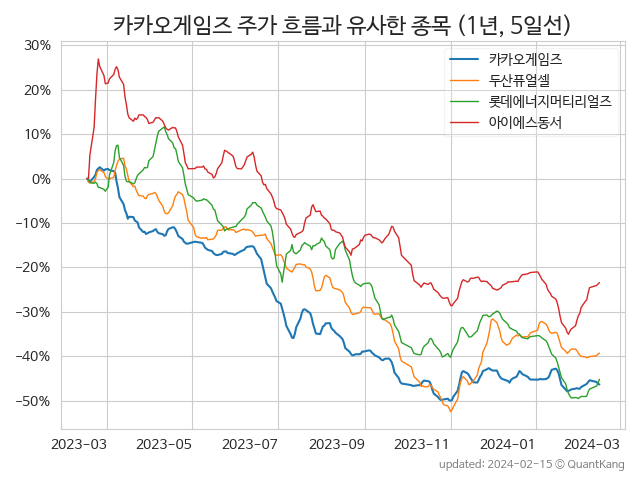 카카오게임즈 주가 흐름과 유사한 종목 (1년, 5일선)
30%
20%
10%
0%
−10%
−20%
−30%
−40%
−50%
카카오게임즈
두산퓨얼셀
롯데에너지머티리얼즈
아이에스동서
2023-03 2023-05 2023-07 2023-09 2023-11 2024-01 2024-03
updated: 2024-02-15 © QuantKang